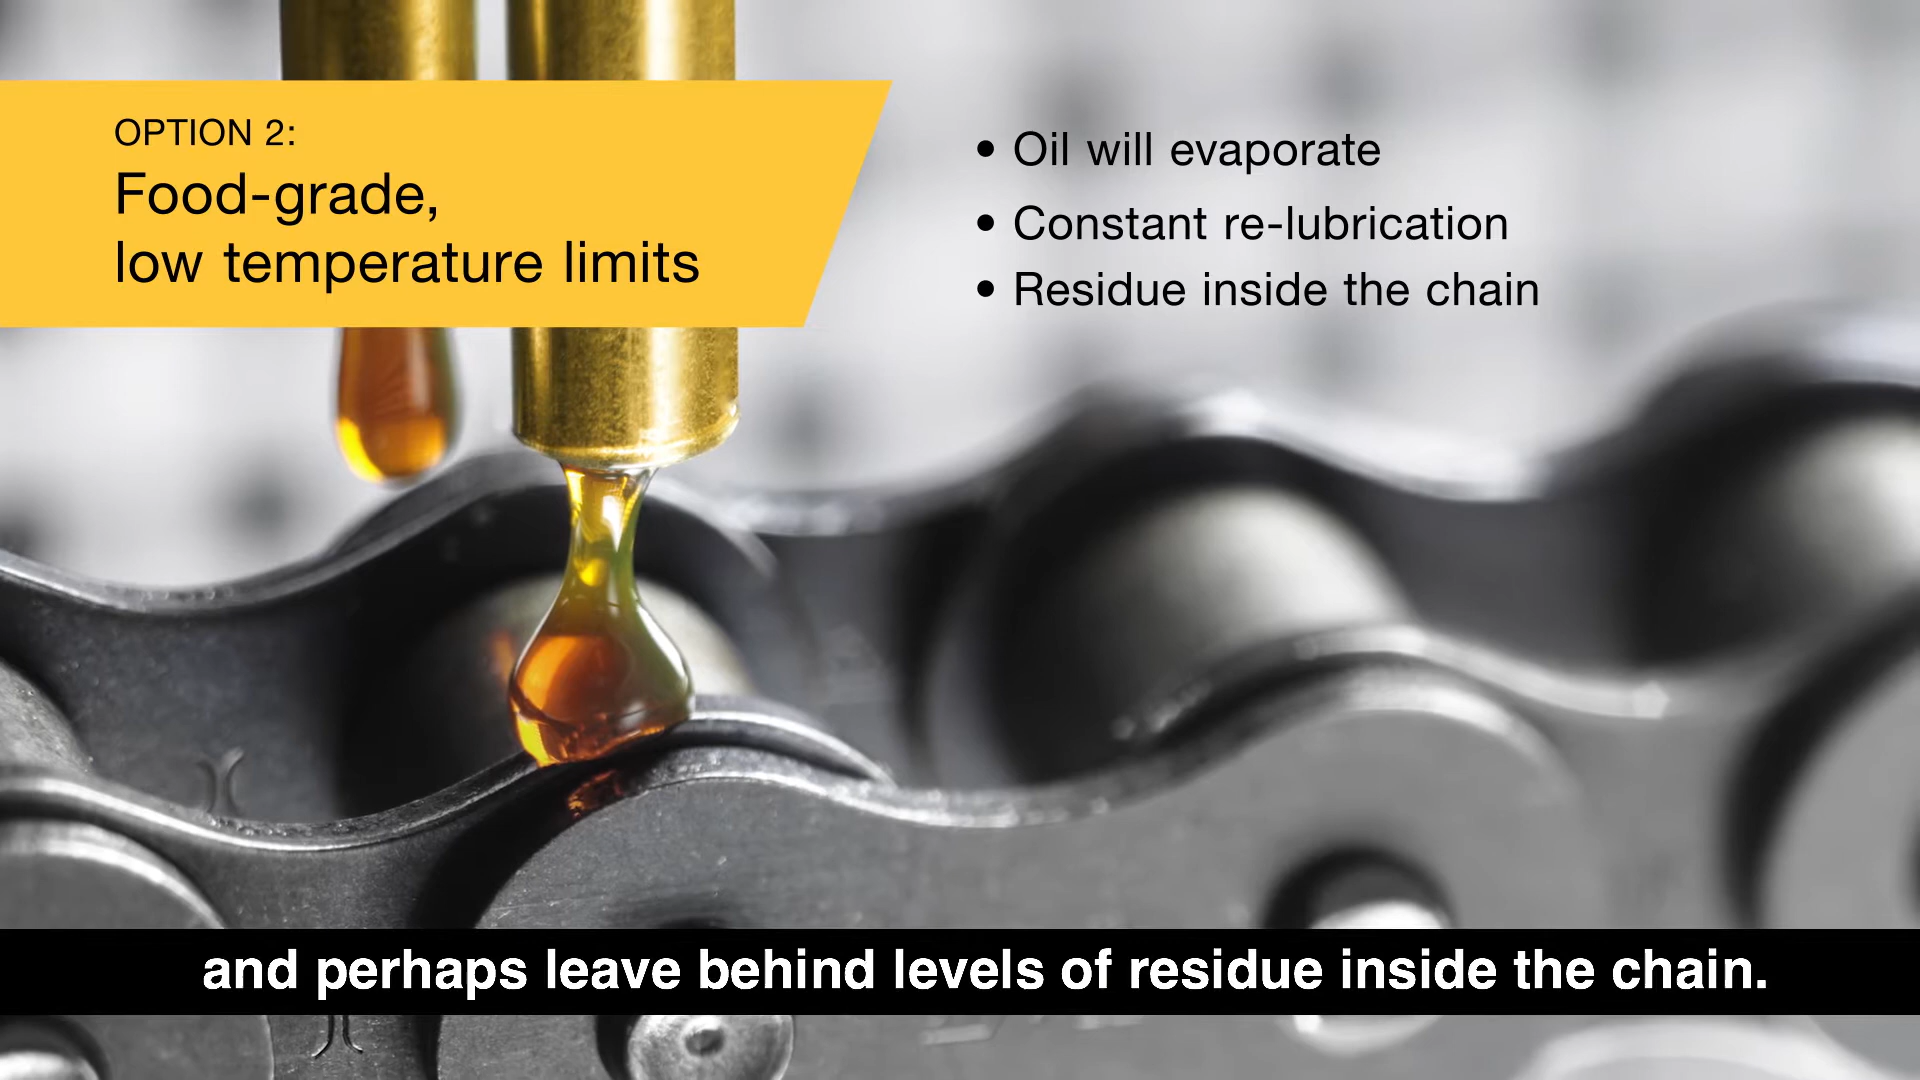 OPTION 2:
Food-grade,
low temperature limits
• Oil will evaporate
• Constant re-lubrication
• Residue inside the chain
and perhaps leave behind levels of residue inside the chain.